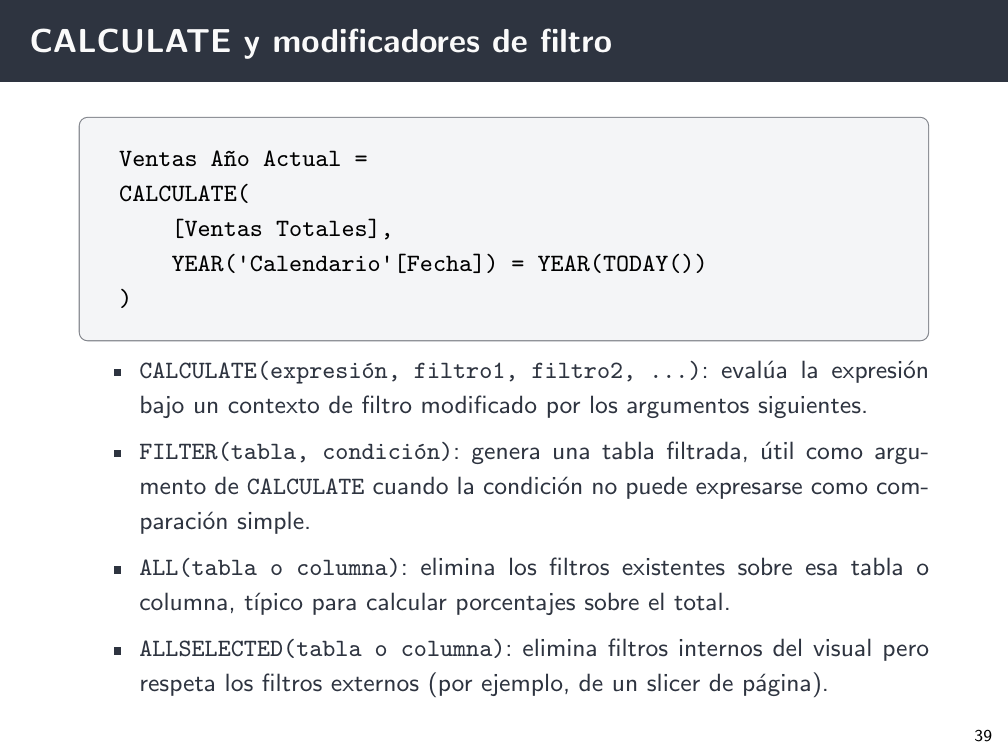 CALCULATE y modificadores de filtro
Ventas Año Actual =
CALCULATE(
    [Ventas Totales],
    YEAR('Calendario'[Fecha]) = YEAR(TODAY())
)
▪ CALCULATE(expresión, filtro1, filtro2, ...): evalúa la expresión
bajo un contexto de filtro modificado por los argumentos siguientes.
▪ FILTER(tabla, condición): genera una tabla filtrada, útil como argu-
mento de CALCULATE cuando la condición no puede expresarse como com-
paración simple.
▪ ALL(tabla o columna): elimina los filtros existentes sobre esa tabla o
columna, típico para calcular porcentajes sobre el total.
▪ ALLSELECTED(tabla o columna): elimina filtros internos del visual pero
respeta los filtros externos (por ejemplo, de un slicer de página).
39